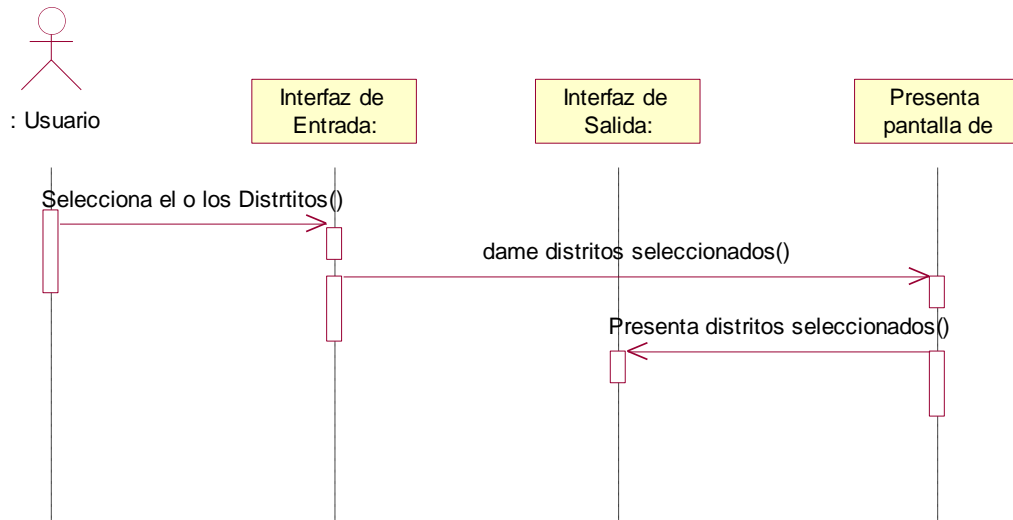 : Usuario
Interfaz de
Entrada:
Interfaz de
Salida:
Presenta
pantalla de
Selecciona el o los Distrtitos()
dame distritos seleccionados()
Presenta distritos seleccionados()